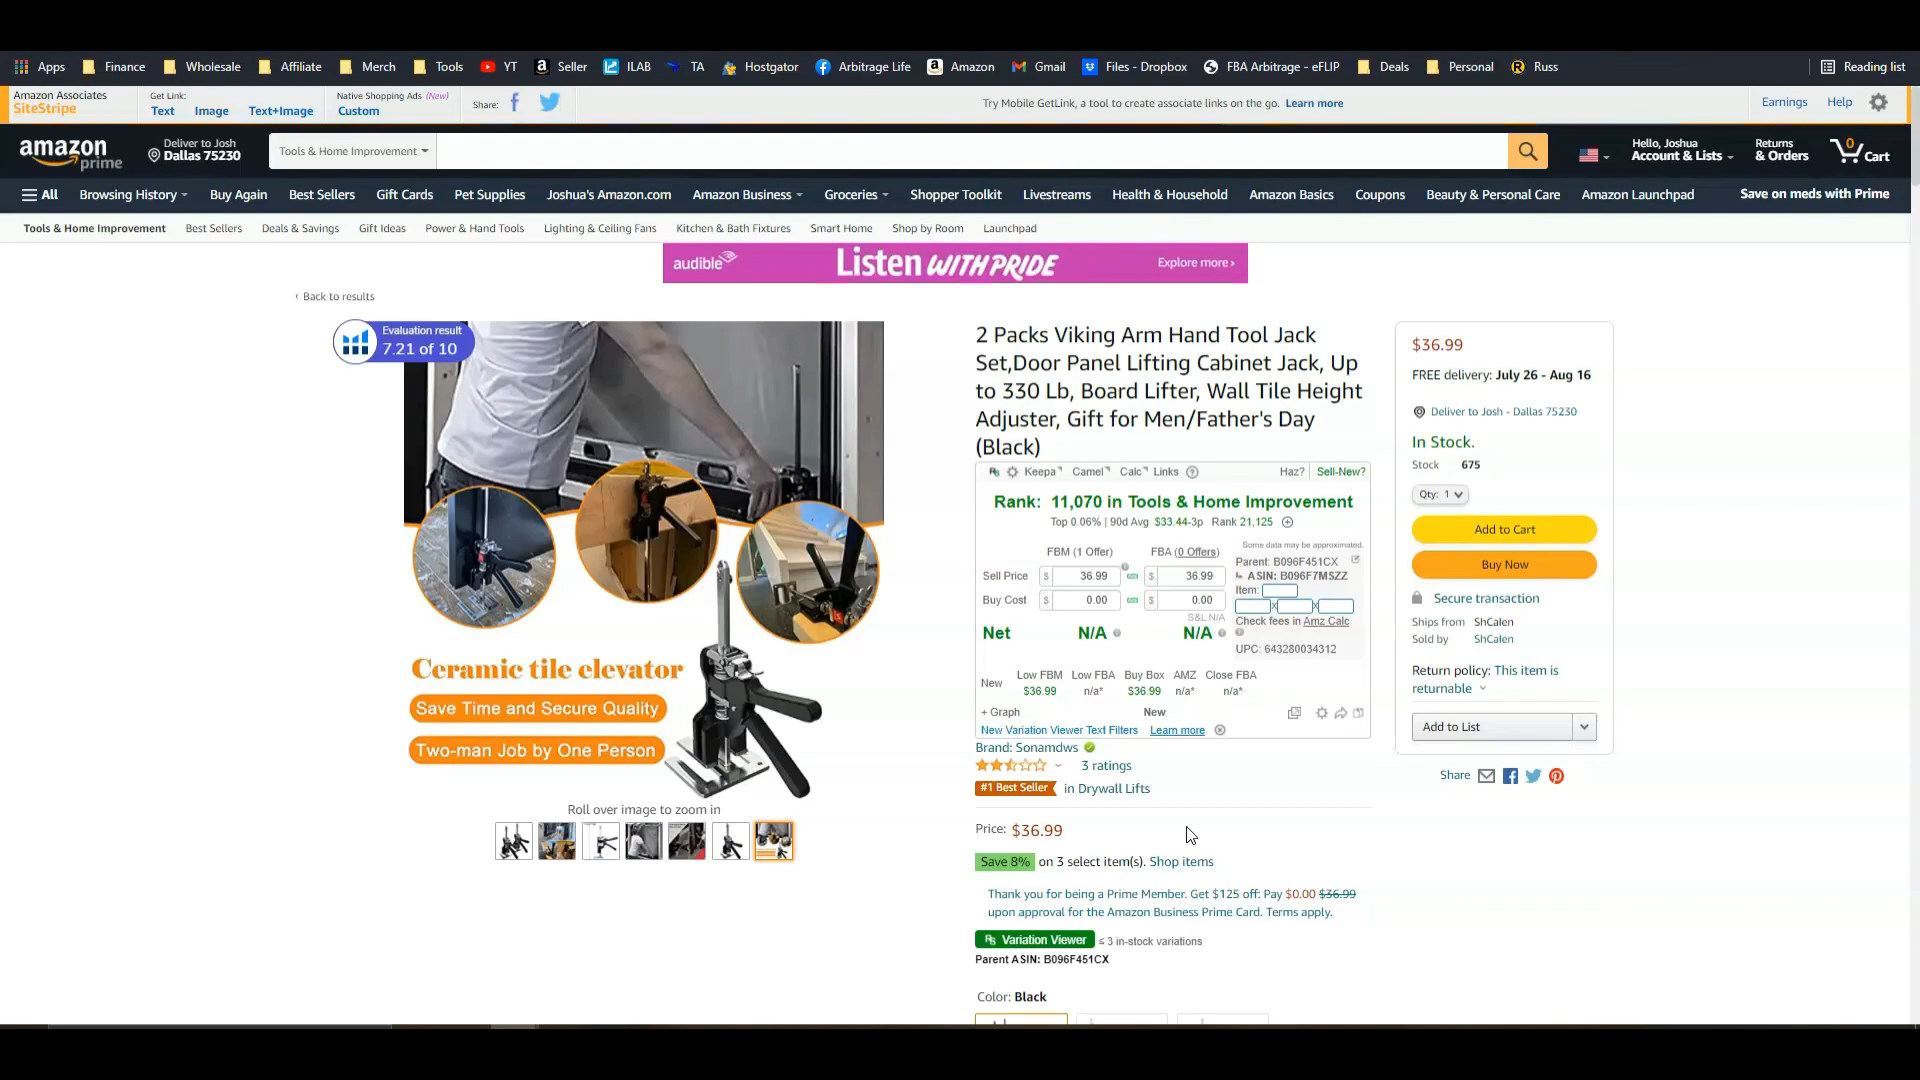 Apps Finance Wholesale Affiliate Merch Tools YT Seller ILAB TA Hostgator Arbitrage Life Amazon Gmail Files - Dropbox FBA Arbitrage - eFLIP Deals Personal Russ Reading list
Amazon Associates
SiteStripe
Get Link:
Text Image Text+Image
Native Shopping Ads (New)
Custom
Share:
Try Mobile GetLink, a tool to create associate links on the go. Learn more
Earnings Help
amazon
prime
Deliver to Josh
Dallas 75230
Tools & Home Improvement
Hello, Joshua
Account & Lists
Returns
& Orders
0
Cart
All Browsing History Buy Again Best Sellers Gift Cards Pet Supplies Joshua's Amazon.com Amazon Business Groceries Shopper Toolkit Livestreams Health & Household Amazon Basics Coupons Beauty & Personal Care Amazon Launchpad Save on meds with Prime
Tools & Home Improvement Best Sellers Deals & Savings Gift Ideas Power & Hand Tools Lighting & Ceiling Fans Kitchen & Bath Fixtures Smart Home Shop by Room Launchpad
audible Listen WITH PRIDE Explore more ›
‹ Back to results
Evaluation result
7.21 of 10
Ceramic tile elevator
Save Time and Secure Quality
Two-man Job by One Person
Roll over image to zoom in
2 Packs Viking Arm Hand Tool Jack
Set,Door Panel Lifting Cabinet Jack, Up
to 330 Lb, Board Lifter, Wall Tile Height
Adjuster, Gift for Men/Father's Day
(Black)
Keepa Camel Calc Links Haz? Sell-New?
Rank: 11,070 in Tools & Home Improvement
Top 0.06% | 90d Avg $33.44-3p Rank 21,125
Some data may be approximated.
FBM (1 Offer) FBA (0 Offers)
Sell Price $ 36.99 $ 36.99
Buy Cost $ 0.00 $ 0.00
S&L N/A
Net N/A N/A
Parent: B096F451CX
ASIN: B096F7MSZZ
Item:
x x
Check fees in Amz Calc
UPC: 643280034312
Low FBM Low FBA Buy Box AMZ Close FBA
New $36.99 n/a* $36.99 n/a* n/a*
+ Graph New
New Variation Viewer Text Filters Learn more
Brand: Sonamdws
3 ratings
#1 Best Seller in Drywall Lifts
Price: $36.99
Save 8% on 3 select item(s). Shop items
Thank you for being a Prime Member. Get $125 off: Pay $0.00 $36.99
upon approval for the Amazon Business Prime Card. Terms apply.
Variation Viewer ≤ 3 in-stock variations
Parent ASIN: B096F451CX
Color: Black
$36.99
FREE delivery: July 26 - Aug 16
Deliver to Josh - Dallas 75230
In Stock.
Stock 675
Qty: 1
Add to Cart
Buy Now
Secure transaction
Ships from ShCalen
Sold by ShCalen
Return policy: This item is
returnable
Add to List
Share